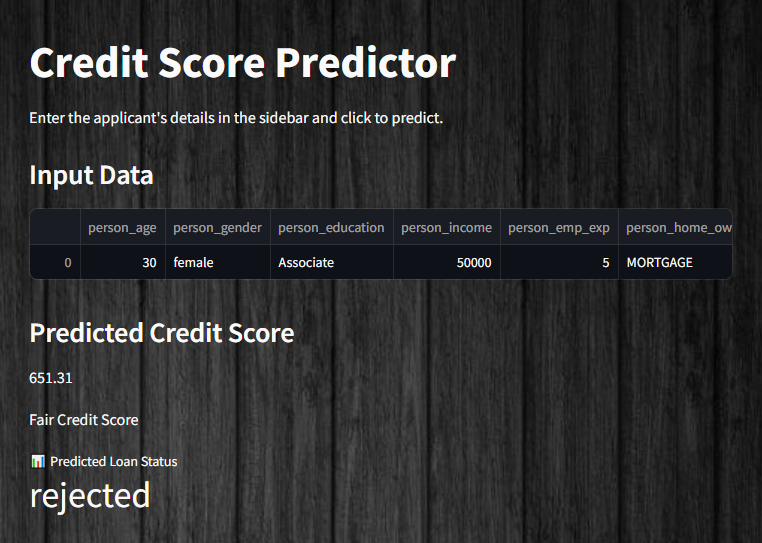 Credit Score Predictor
Enter the applicant's details in the sidebar and click to predict.
Input Data
person_age person_gender person_education person_income person_emp_exp person_home_ow
0 30 female Associate 50000 5 MORTGAGE
Predicted Credit Score
651.31
Fair Credit Score
📊 Predicted Loan Status
rejected